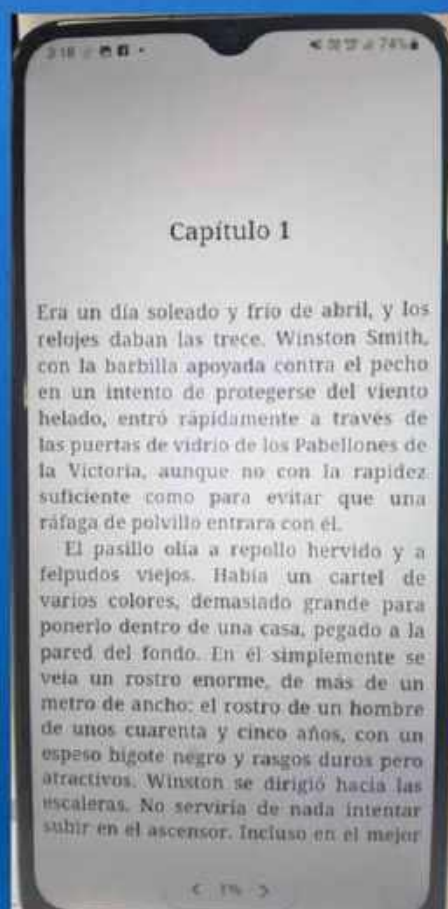 3:18
74%
Capítulo 1
Era un día soleado y frío de abril, y los
relojes daban las trece. Winston Smith,
con la barbilla apoyada contra el pecho
en un intento de protegerse del viento
helado, entró rápidamente a través de
las puertas de vidrio de los Pabellones de
la Victoria, aunque no con la rapidez
suficiente como para evitar que una
ráfaga de polvillo entrara con él.
El pasillo olía a repollo hervido y a
felpudos viejos. Había un cartel de
varios colores, demasiado grande para
ponerlo dentro de una casa, pegado a la
pared del fondo. En él simplemente se
veía un rostro enorme, de más de un
metro de ancho: el rostro de un hombre
de unos cuarenta y cinco años, con un
espeso bigote negro y rasgos duros pero
atractivos. Winston se dirigió hacia las
escaleras. No serviría de nada intentar
subir en el ascensor. Incluso en el mejor
< 1% >